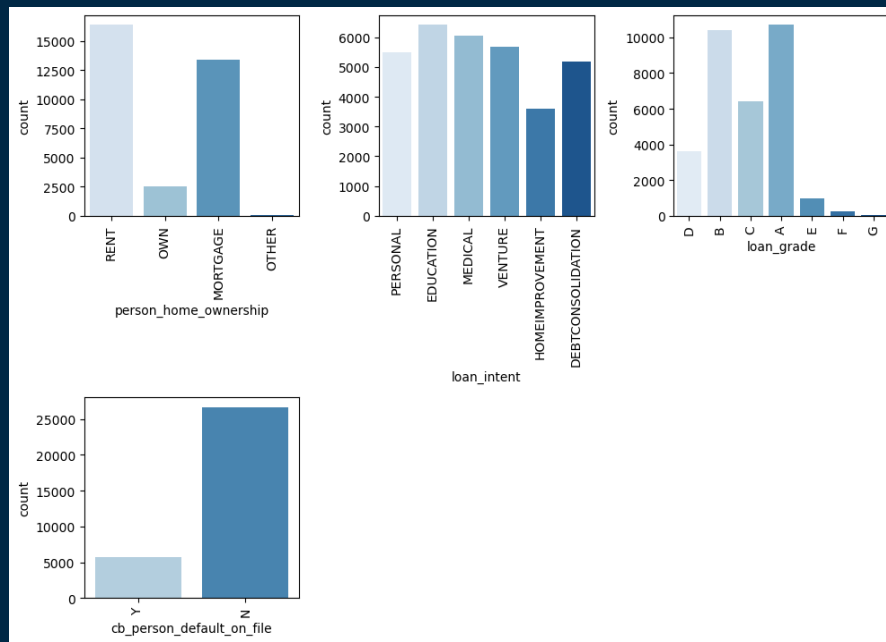 count
15000
12500
10000
7500
5000
2500
0
RENT
OWN
MORTGAGE
OTHER
person_home_ownership
count
6000
5000
4000
3000
2000
1000
0
PERSONAL
EDUCATION
MEDICAL
VENTURE
HOMEIMPROVEMENT
DEBTCONSOLIDATION
loan_intent
count
10000
8000
6000
4000
2000
0
D
B
C
A
E
F
G
loan_grade
count
25000
20000
15000
10000
5000
0
Y
N
cb_person_default_on_file